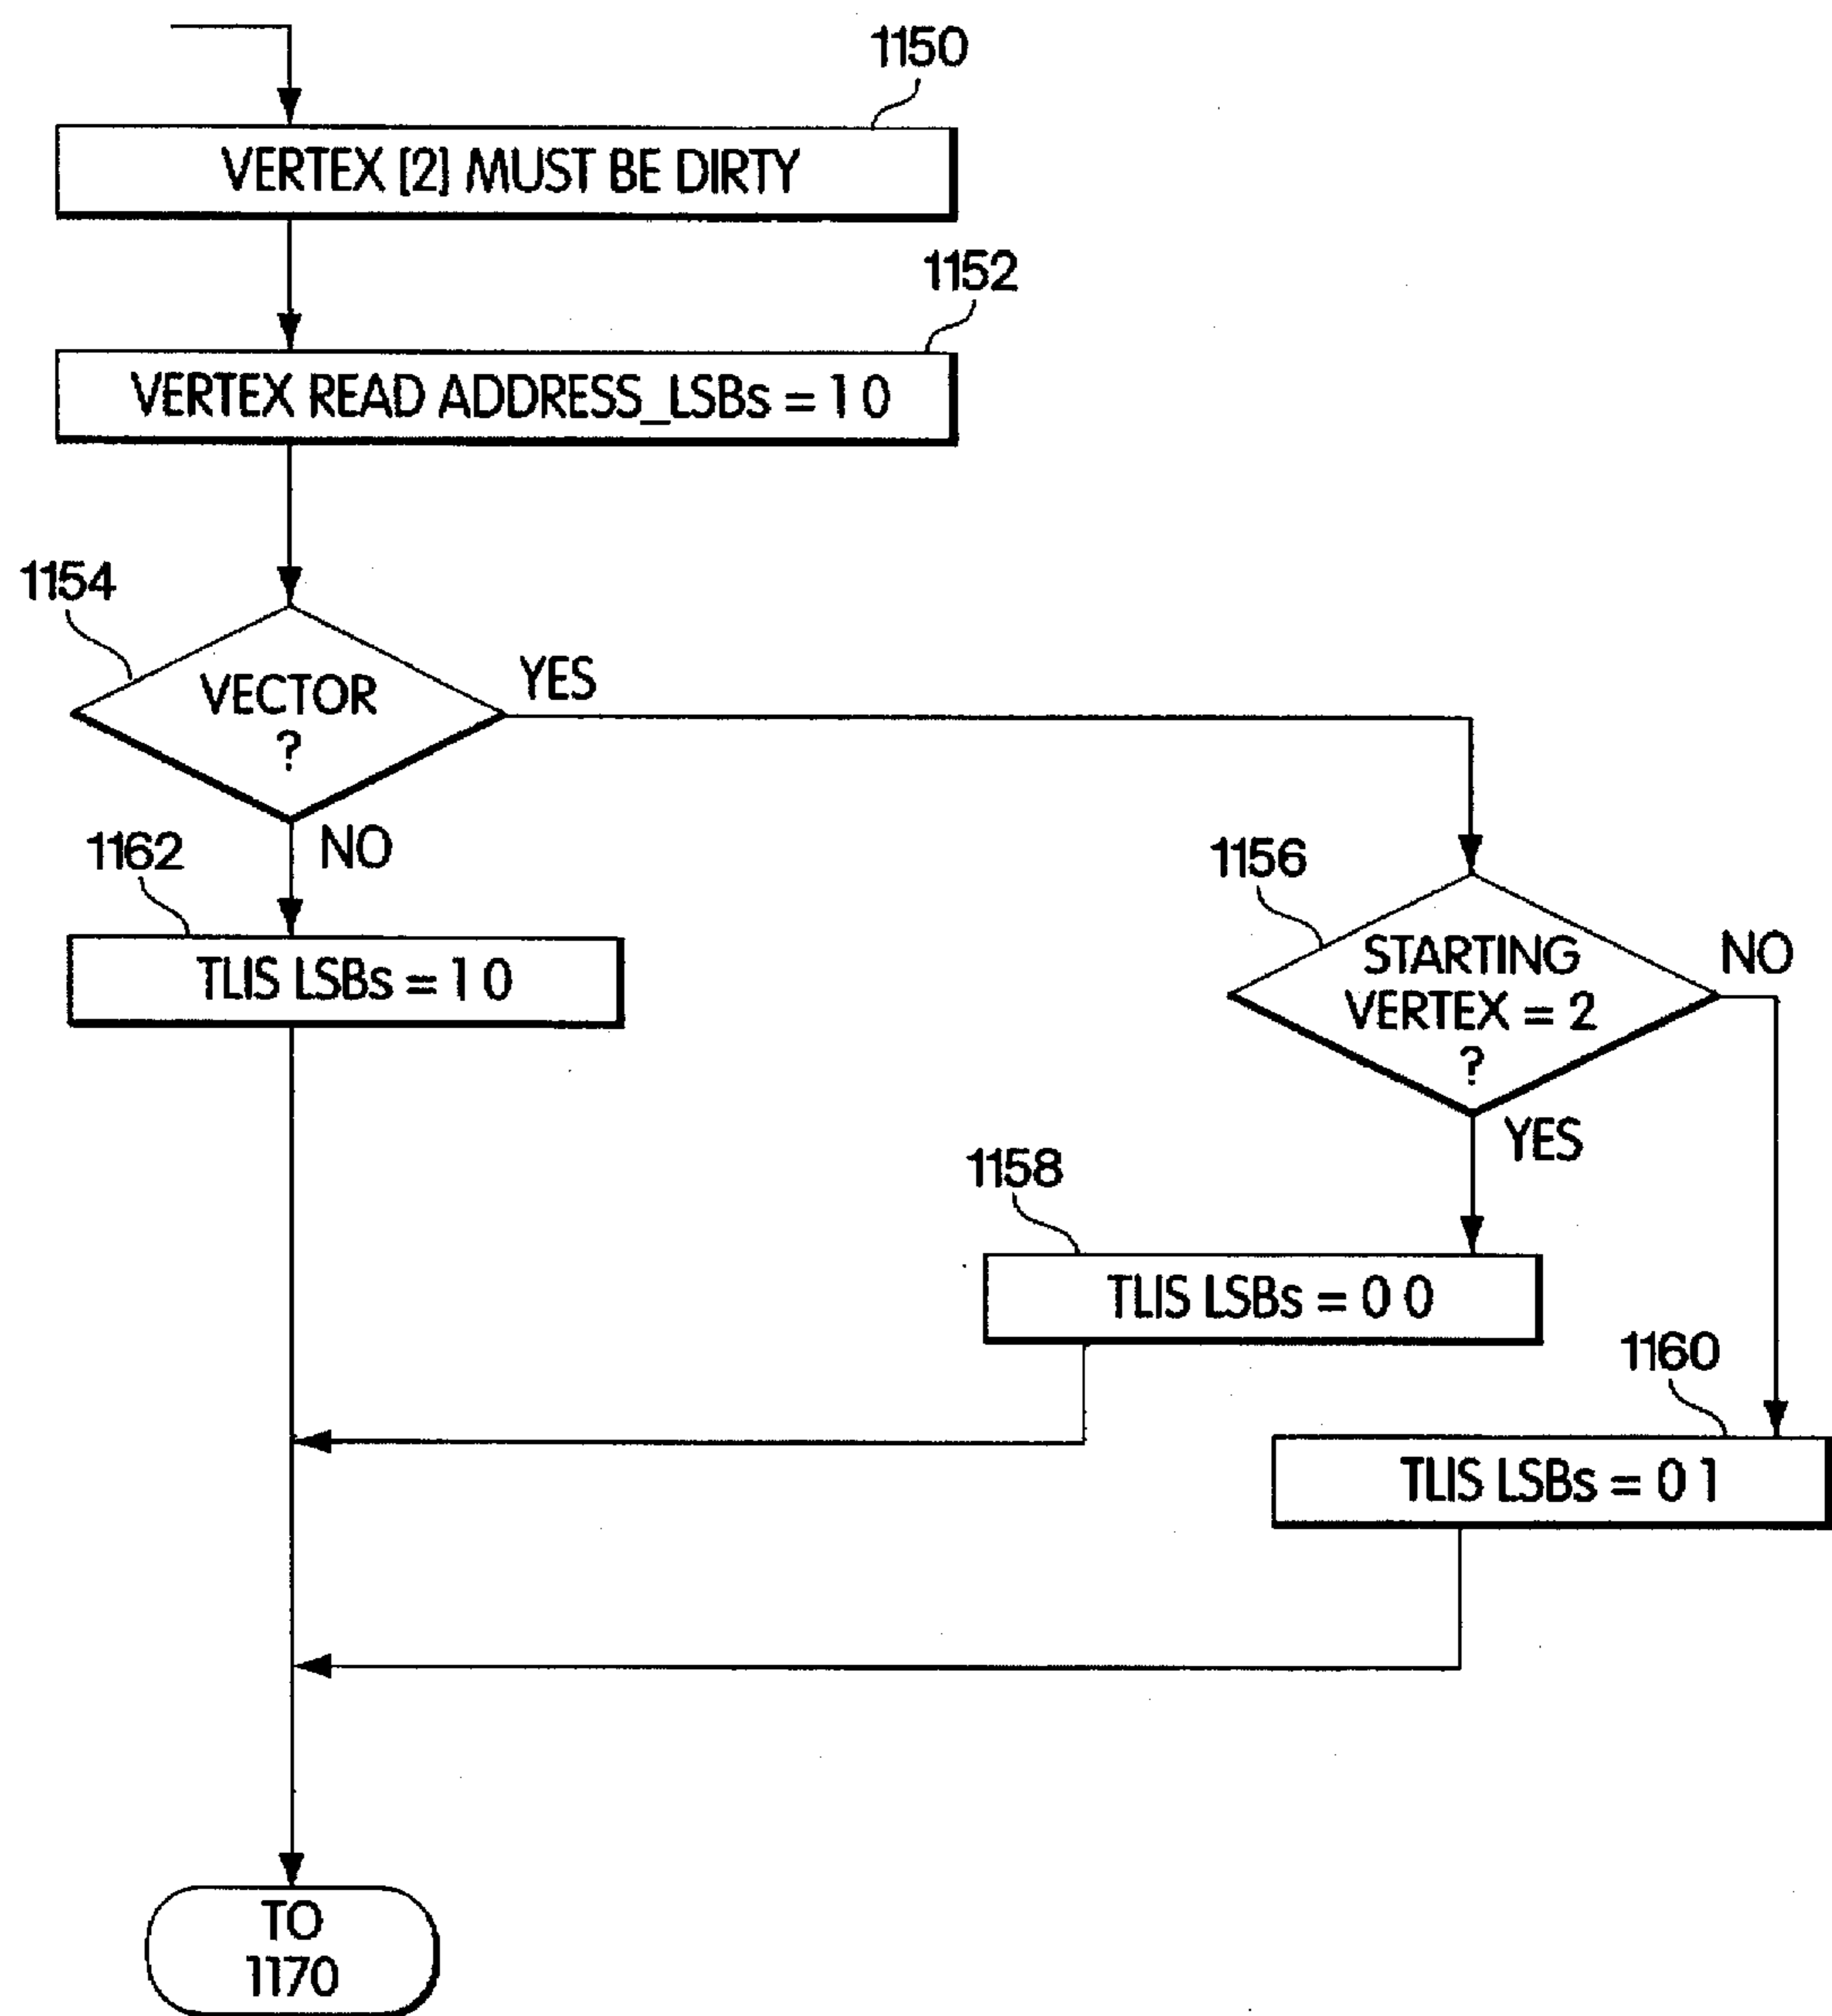 1150
VERTEX [2] MUST BE DIRTY
1152
VERTEX READ ADDRESS_LSBs = 1 0
1154
VECTOR
?
YES
NO
1162
TLIS LSBs = 1 0
1156
STARTING
VERTEX = 2
?
NO
YES
1158
TLIS LSBs = 0 0
1160
TLIS LSBs = 0 1
TO
1170